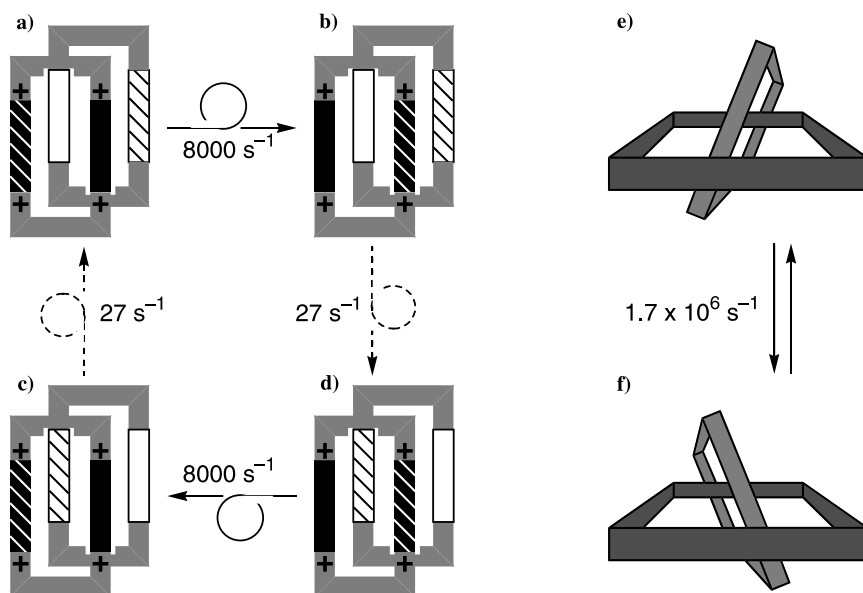 a)
b)
e)
+ +
+ +
8000 s⁻¹
+ +
+ +
27 s⁻¹
27 s⁻¹
1.7 x 10⁶ s⁻¹
c)
d)
f)
+ +
+ +
8000 s⁻¹
+ +
+ +